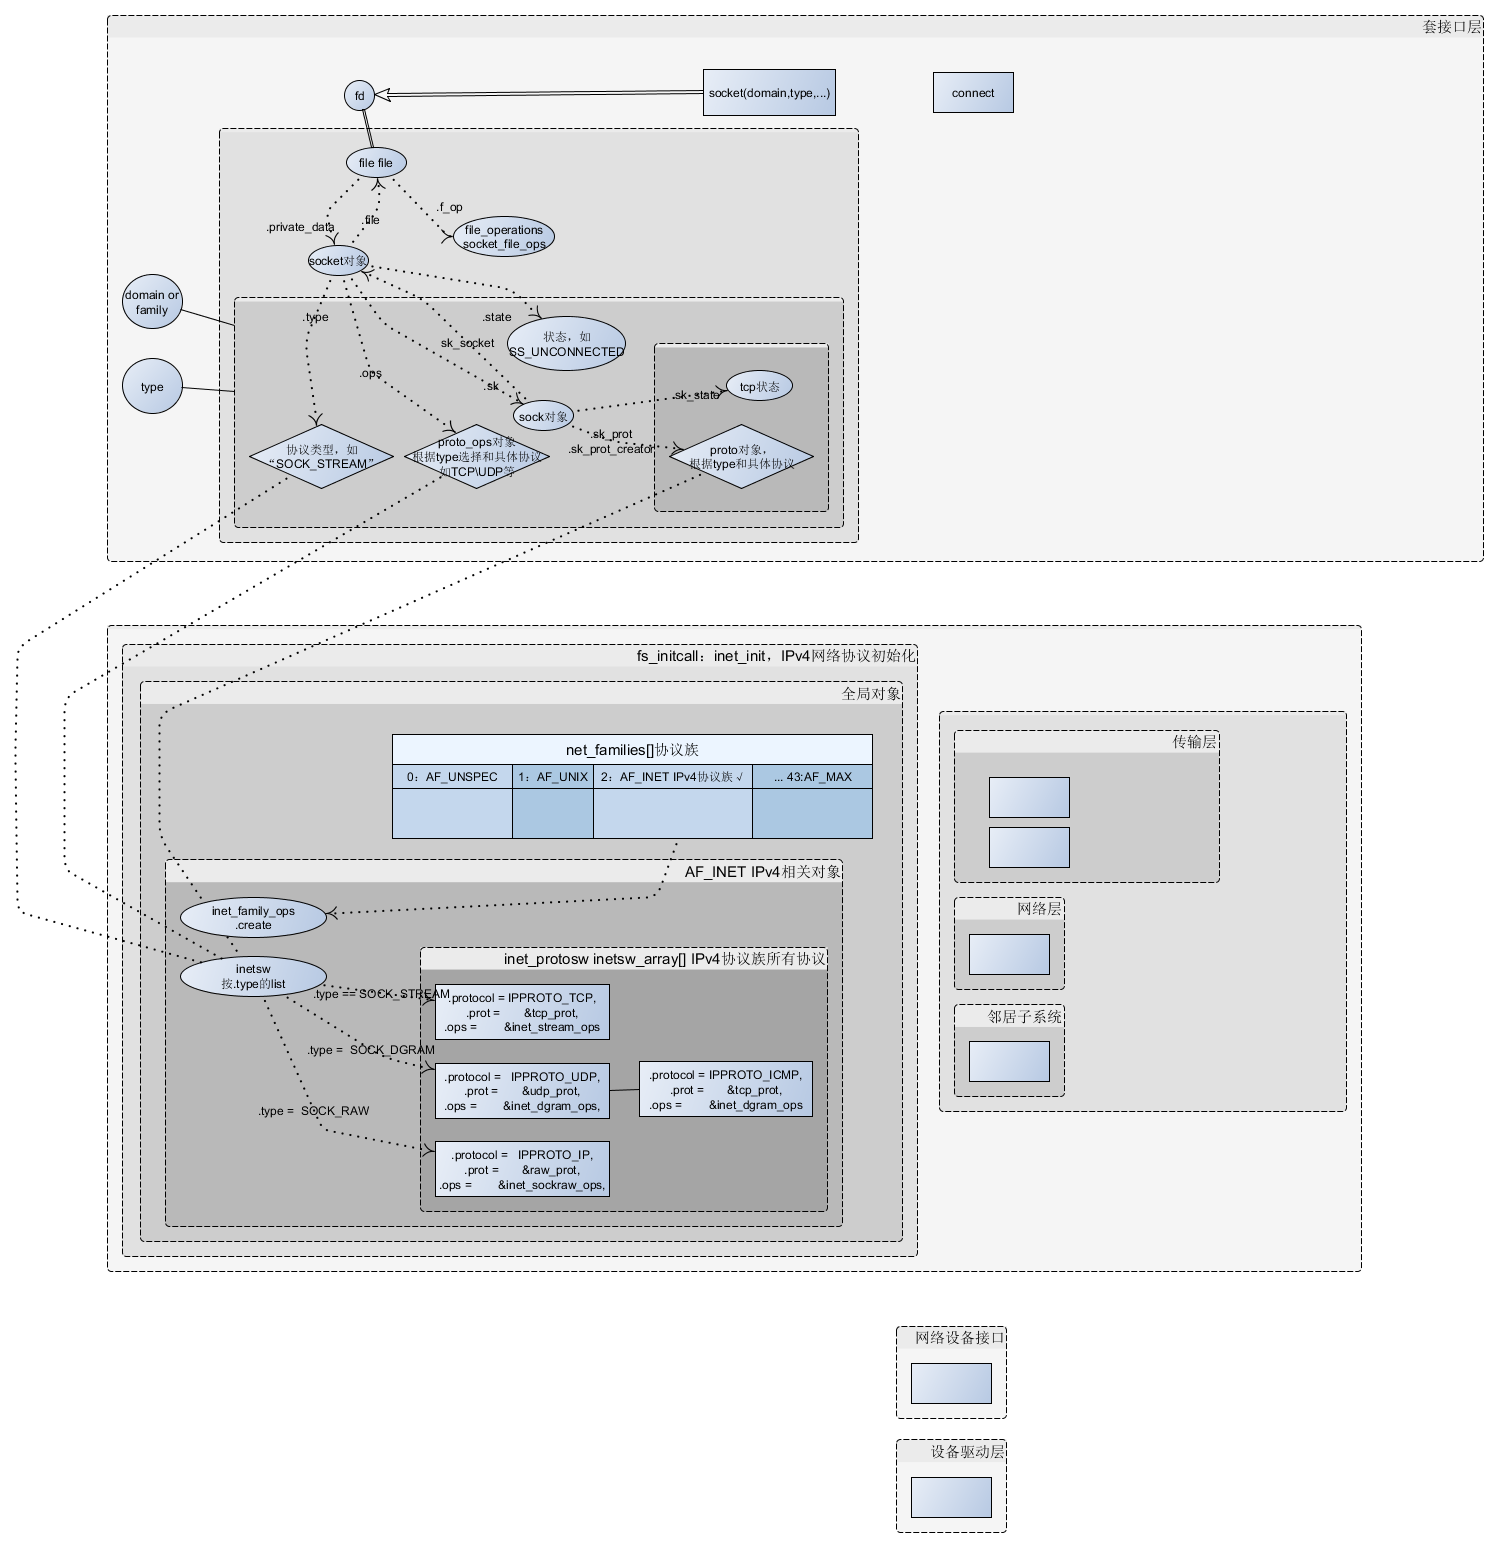 套接口层
fd
socket(domain,type,...)
connect
file file
.private_data
.file
.f_op
file_operations
socket_file_ops
socket对象
domain or
family
type
.type
.ops
sk_socket
.sk
.state
状态，如
SS_UNCONNECTED
sock对象
.sk_state
tcp状态
.sk_prot
.sk_prot_creator
协议类型，如
“SOCK_STREAM”
proto_ops对象
根据type选择和具体协议
如TCP\UDP等
proto对象，
根据type和具体协议
fs_initcall：inet_init，IPv4网络协议初始化
全局对象
net_families[]协议族
0：AF_UNSPEC
1：AF_UNIX
2：AF_INET IPv4协议族 √
... 43:AF_MAX
AF_INET IPv4相关对象
inet_family_ops
.create
inetsw
按.type的list
inet_protosw inetsw_array[] IPv4协议族所有协议
.type == SOCK_STREAM
.protocol = IPPROTO_TCP,
.prot = &tcp_prot,
.ops = &inet_stream_ops
.type = SOCK_DGRAM
.protocol = IPPROTO_UDP,
.prot = &udp_prot,
.ops = &inet_dgram_ops,
.protocol = IPPROTO_ICMP,
.prot = &tcp_prot,
.ops = &inet_dgram_ops
.type = SOCK_RAW
.protocol = IPPROTO_IP,
.prot = &raw_prot,
.ops = &inet_sockraw_ops,
传输层
网络层
邻居子系统
网络设备接口
设备驱动层